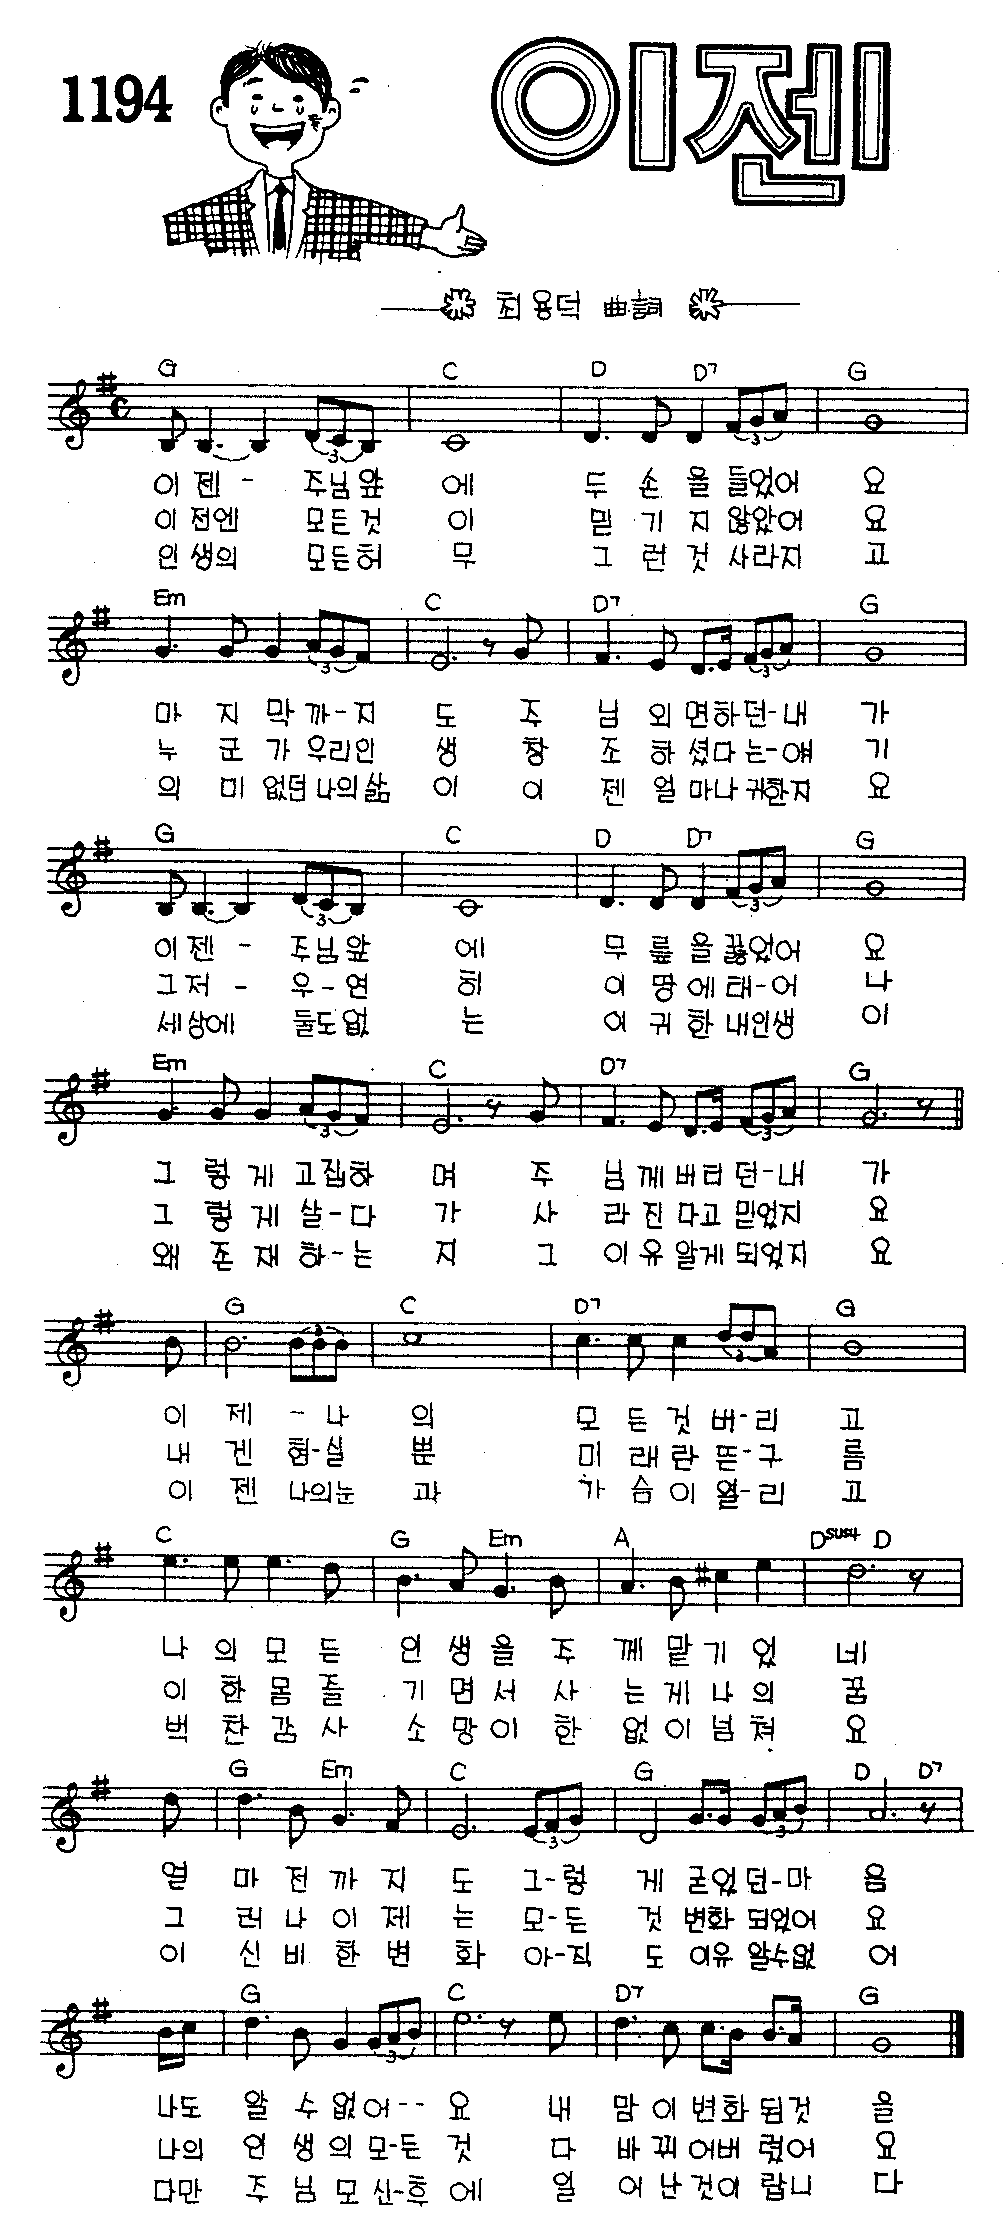 1194
이젠
최용덕 曲詞
G C D D7 G
이 젠 - 주님앞 에 두 손 을 들었어 요
이 전엔 모든것 이 믿 기 지 않았어 요
인 생의 모든허 무 그 런 것 사라지 고
Em C D7 G
마 지 막 까-지 도 주 님 외 면하던-내 가
누 군 가 우리인 생 창 조 하 셨다는-얘 기
의 미 없던 나의삶 이 이 젠 얼 마나 귀한지 요
G C D D7 G
이 젠 - 주님앞 에 무 릎 을 꿇었어 요
그 저 - 우-연 히 이 땅 에 태-어 나
세 상에 둘도없 는 이 귀 한 내인생 이
Em C D7 G
그 렇 게 고집하 며 주 님 께 버리던-내 가
그 렇 게 살-다 가 사 라 진 다고 믿었지 요
왜 존 재 하-는 지 그 이 유 알게 되었지 요
G C D7 G
이 제 - 나 의 모 든 것 버-리 고
내 겐 험-실 뿐 미 래 란 뜬-구 름
이 젠 나의눈 과 가 슴 이 열-리 고
C G Em A Dsus4 D
나 의 모 든 인 생 을 주 께 맡 기 었 네
이 한 몸 즐 기 면 서 사 는 게 나 의 꿈
벅 찬 감 사 소 망 이 한 없 이 넘 쳐 요
G Em C G D D7
얼 마 전 까 지 도 그-렇 게 굳었던-마 음
그 러 나 이 제 는 모-든 것 변화 되었어 요
이 신 비 한 변 화 아-직 도 이유 알수없 어
G C D7 G
나도 알 수 없어-- 요 내 맘 이 변화 된것 을
나의 인 생 의 모-든 것 다 바 뀌 어버 렸어 요
다만 주 님 모 신-후 에 일 어 난 것이 랍니 다